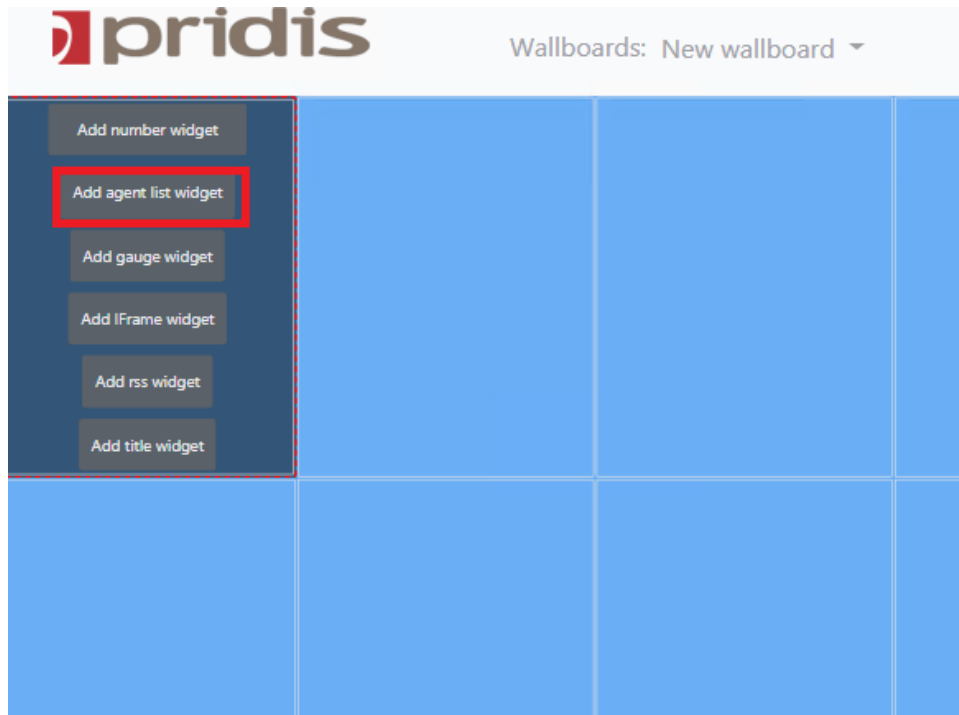 pridis
Wallboards: New wallboard
Add number widget
Add agent list widget
Add gauge widget
Add IFrame widget
Add rss widget
Add title widget